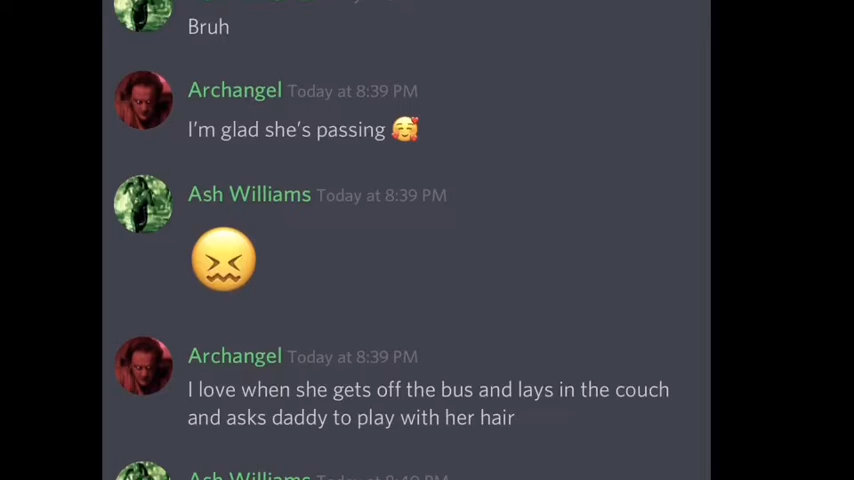 Bruh
Archangel Today at 8:39 PM
I'm glad she's passing 🥰
Ash Williams Today at 8:39 PM
😖
Archangel Today at 8:39 PM
I love when she gets off the bus and lays in the couch
and asks daddy to play with her hair
Ash Williams Today at 8:40 PM